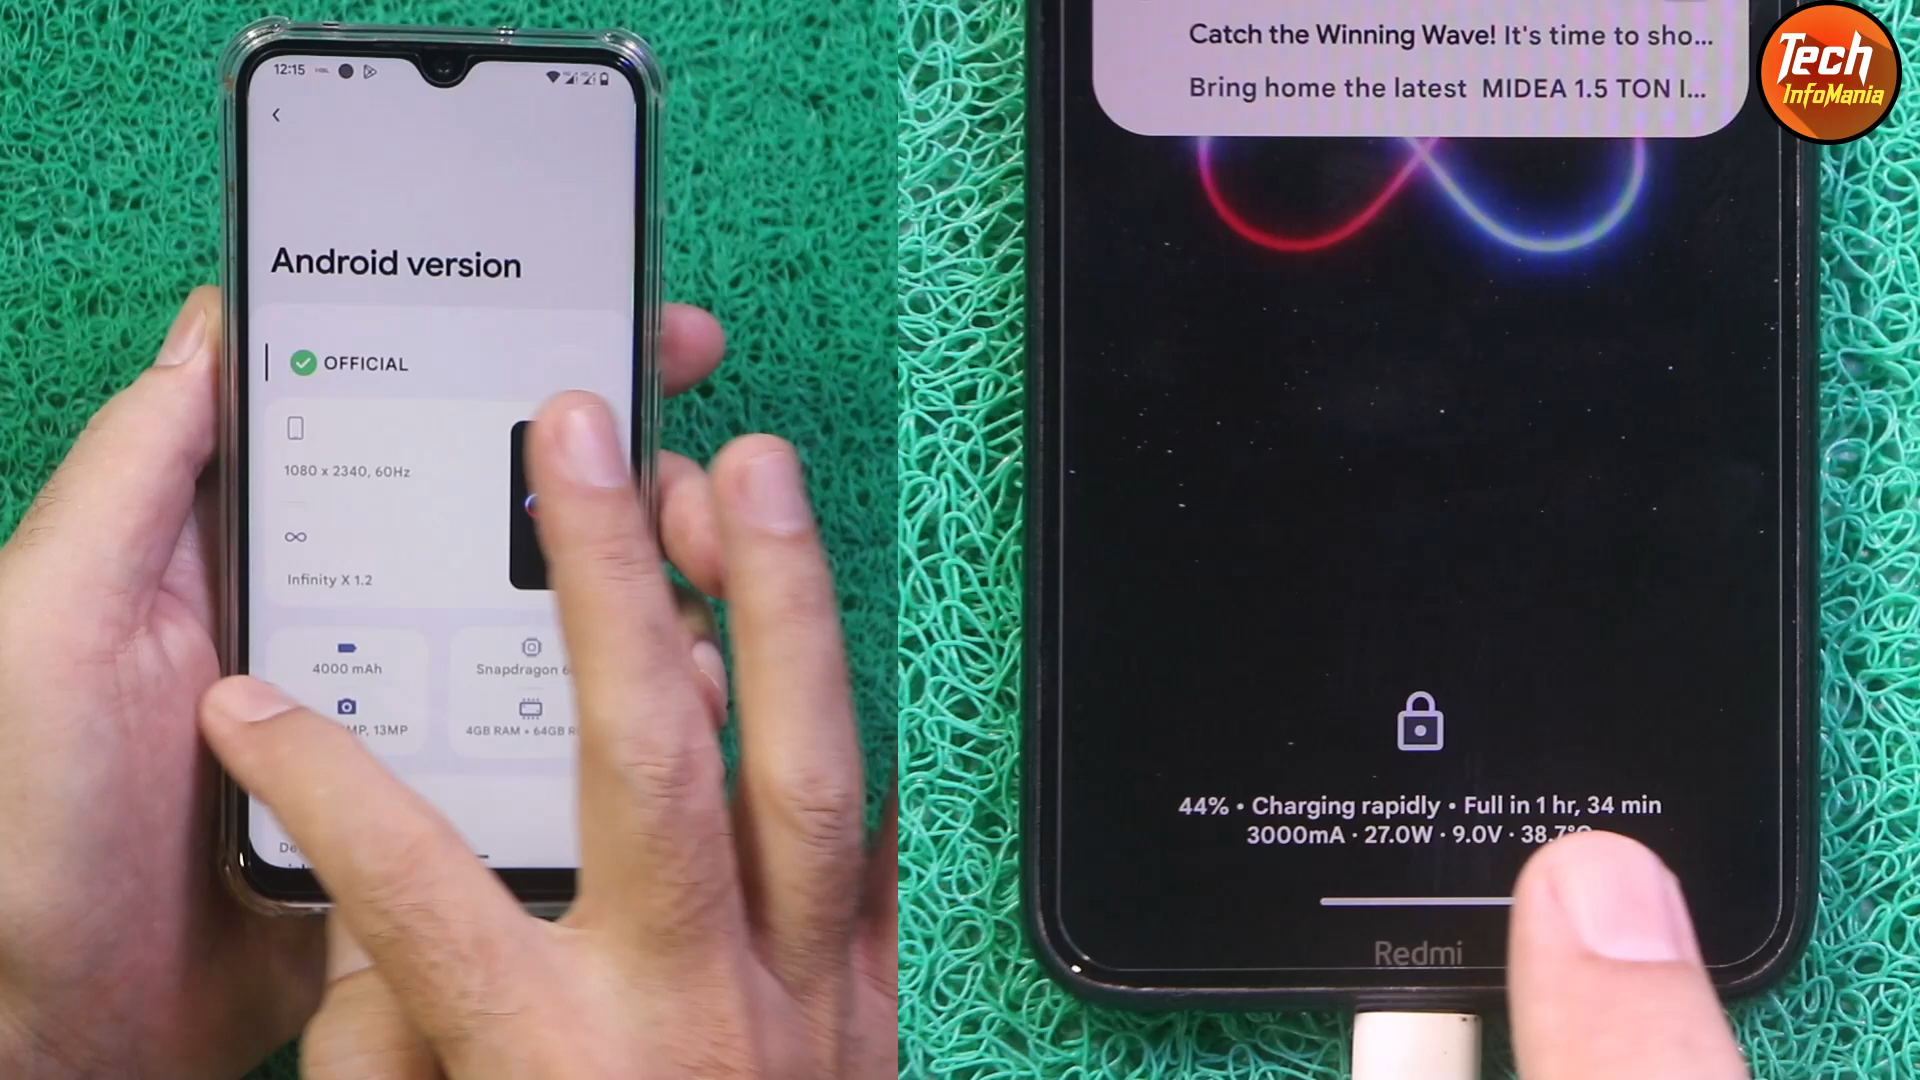 12:15
Android version
OFFICIAL
1080 x 2340, 60Hz
Infinity X 1.2
4000 mAh
Snapdragon
MP, 13MP
4GB RAM + 64GB
Catch the Winning Wave! It's time to sho...
Bring home the latest MIDEA 1.5 TON I...
44% • Charging rapidly • Full in 1 hr, 34 min
3000mA · 27.0W · 9.0V · 38.7°C
Redmi
Tech
InfoMania